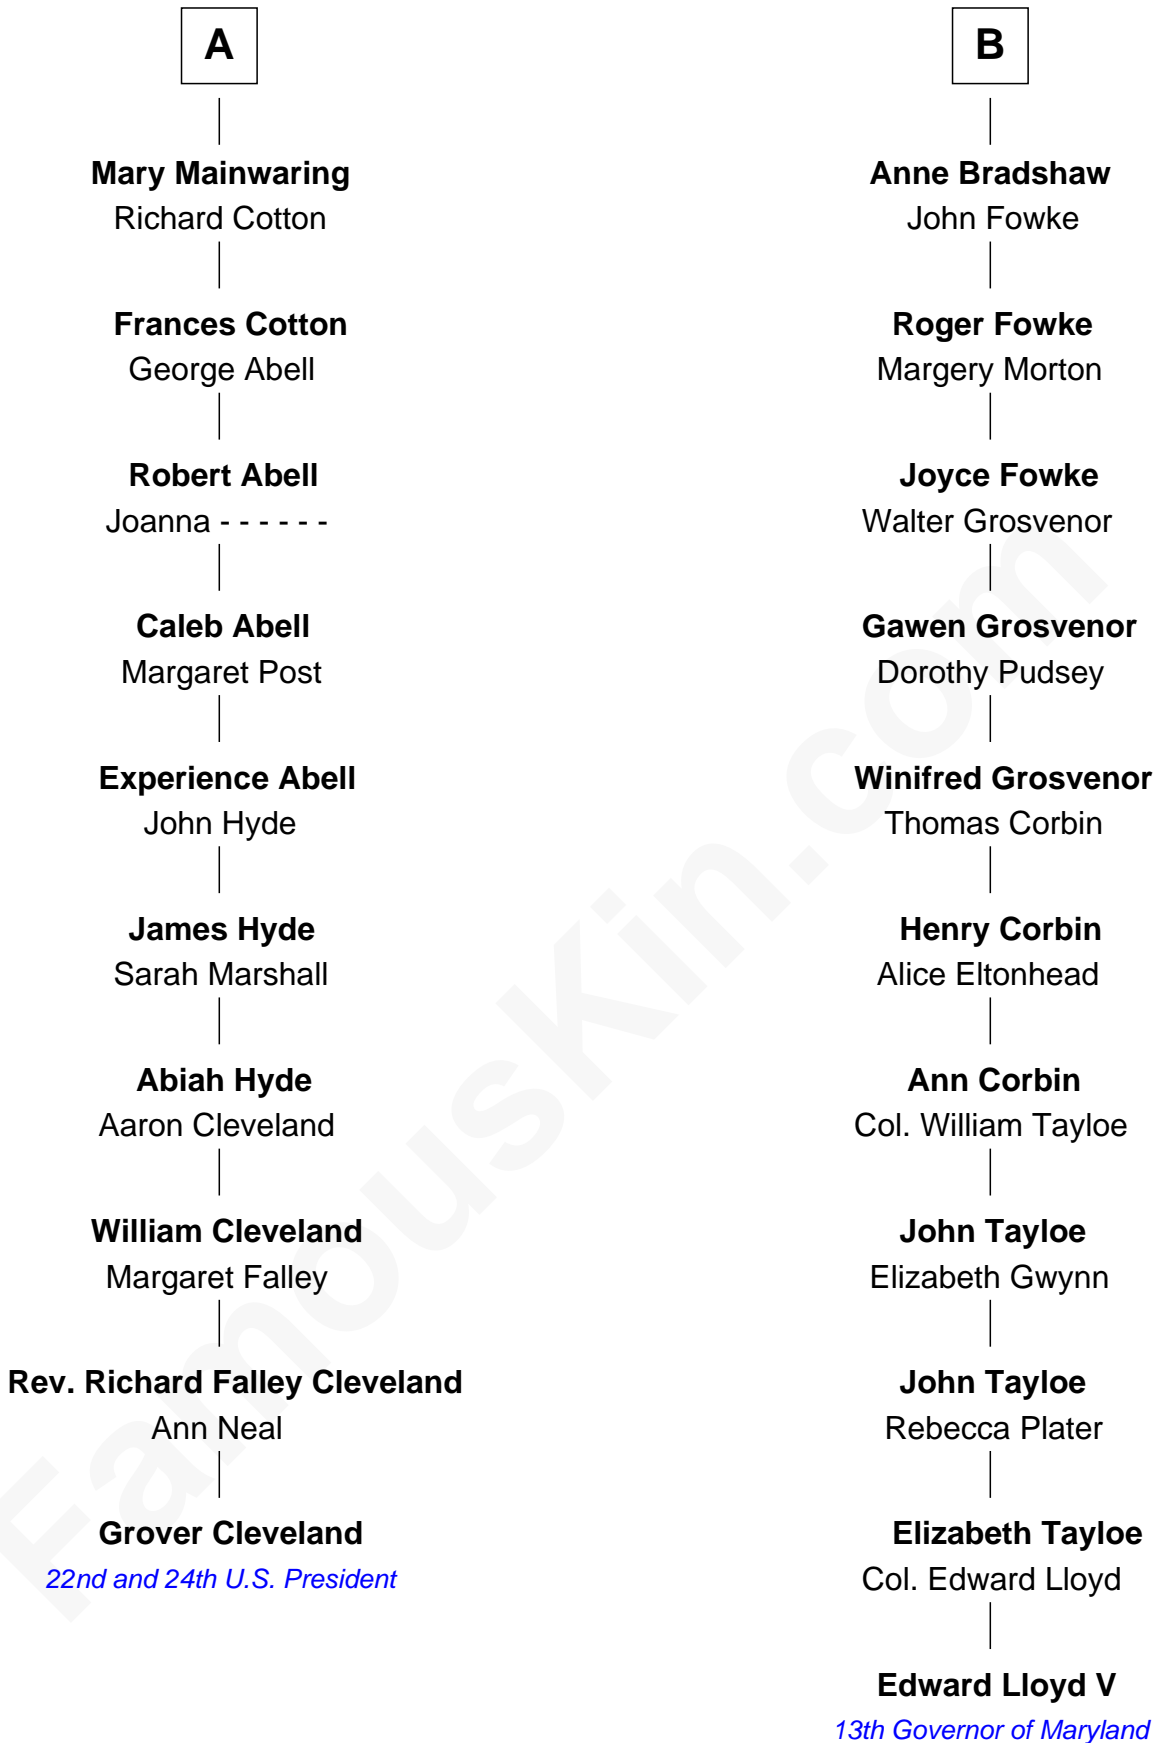 A
Mary Mainwaring
Richard Cotton
Frances Cotton
George Abell
Robert Abell
Joanna - - - - - -
Caleb Abell
Margaret Post
Experience Abell
John Hyde
James Hyde
Sarah Marshall
Abiah Hyde
Aaron Cleveland
William Cleveland
Margaret Falley
Rev. Richard Falley Cleveland
Ann Neal
Grover Cleveland
22nd and 24th U.S. President
B
Anne Bradshaw
John Fowke
Roger Fowke
Margery Morton
Joyce Fowke
Walter Grosvenor
Gawen Grosvenor
Dorothy Pudsey
Winifred Grosvenor
Thomas Corbin
Henry Corbin
Alice Eltonhead
Ann Corbin
Col. William Tayloe
John Tayloe
Elizabeth Gwynn
John Tayloe
Rebecca Plater
Elizabeth Tayloe
Col. Edward Lloyd
Edward Lloyd V
13th Governor of Maryland
FamousKin.com